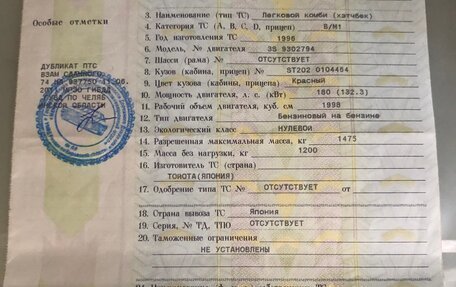 Особые отметки
ДУБЛИКАТ ПТС
ВЗАМ СДАННОГО
3. Наименование (тип ТС) Легковой комби (хэтчбек)
4. Категория ТС (А, В, С, D, прицеп) B/M1
5. Год изготовления ТС 1996
6. Модель, № двигателя 3S 9302794
7. Шасси (рама) № ОТСУТСТВУЕТ
8. Кузов (кабина, прицеп) № ST202 0104464
9. Цвет кузова (кабины, прицепа) Красный
10. Мощность двигателя, л. с. (кВт) 180 (132.3)
11. Рабочий объем двигателя, куб. см 1998
12. Тип двигателя Бензиновый на бензине
13. Экологический класс НУЛЕВОЙ
14. Разрешенная максимальная масса, кг 1475
15. Масса без нагрузки, кг 1200
16. Изготовитель ТС (страна)
ТОЙОТА(ЯПОНИЯ)
17. Одобрение типа ТС № ОТСУТСТВУЕТ от
18. Страна вывоза ТС Япония
19. Серия, № ТД, ТПО ОТСУТСТВУЕТ
20. Таможенные ограничения
НЕ УСТАНОВЛЕНЫ